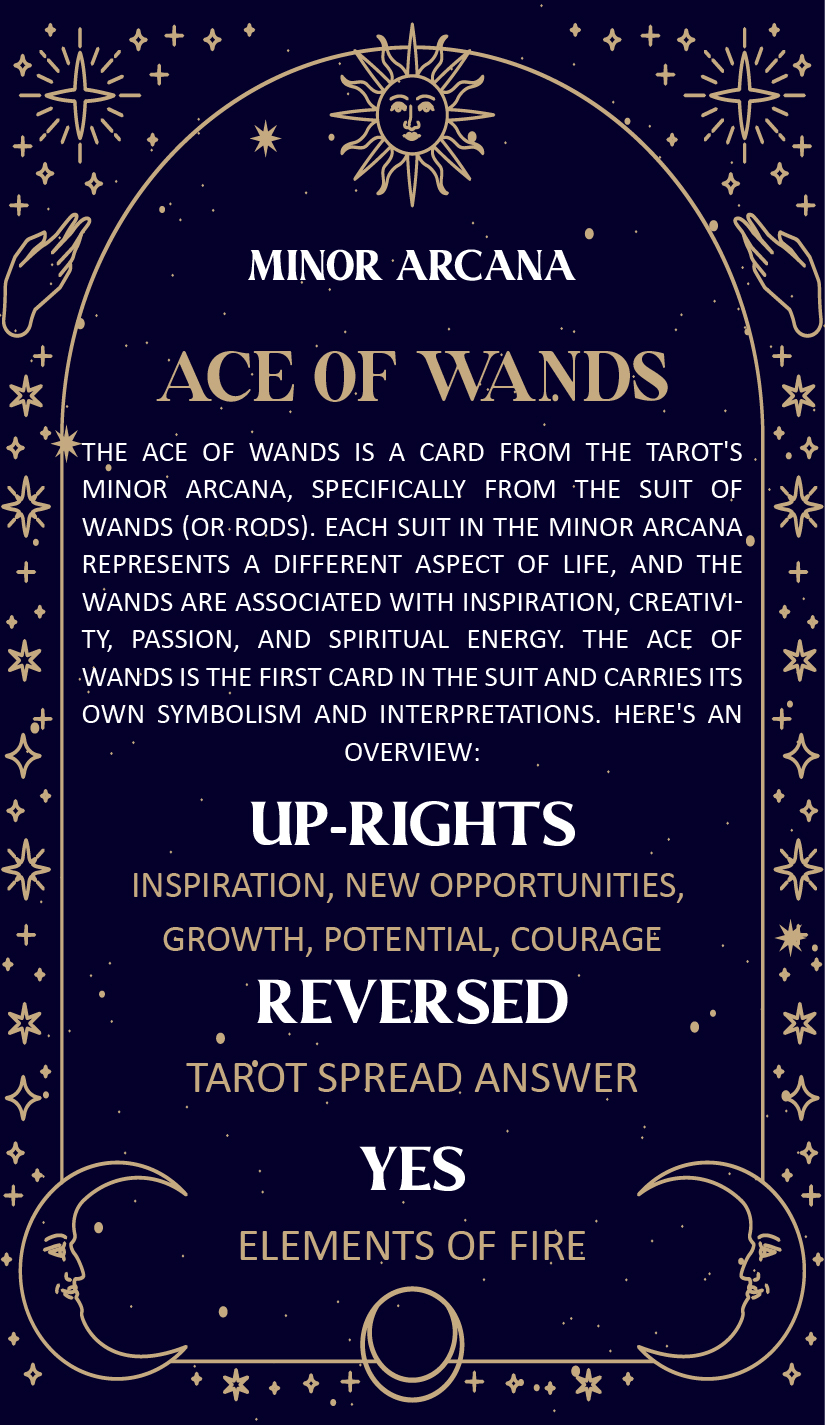 MINOR ARCANA
ACE OF WANDS
THE ACE OF WANDS IS A CARD FROM THE TAROT'S
MINOR ARCANA, SPECIFICALLY FROM THE SUIT OF
WANDS (OR RODS). EACH SUIT IN THE MINOR ARCANA
REPRESENTS A DIFFERENT ASPECT OF LIFE, AND THE
WANDS ARE ASSOCIATED WITH INSPIRATION, CREATIVI-
TY, PASSION, AND SPIRITUAL ENERGY. THE ACE OF
WANDS IS THE FIRST CARD IN THE SUIT AND CARRIES ITS
OWN SYMBOLISM AND INTERPRETATIONS. HERE'S AN
OVERVIEW:
UP-RIGHTS
INSPIRATION, NEW OPPORTUNITIES,
GROWTH, POTENTIAL, COURAGE
REVERSED
TAROT SPREAD ANSWER
YES
ELEMENTS OF FIRE